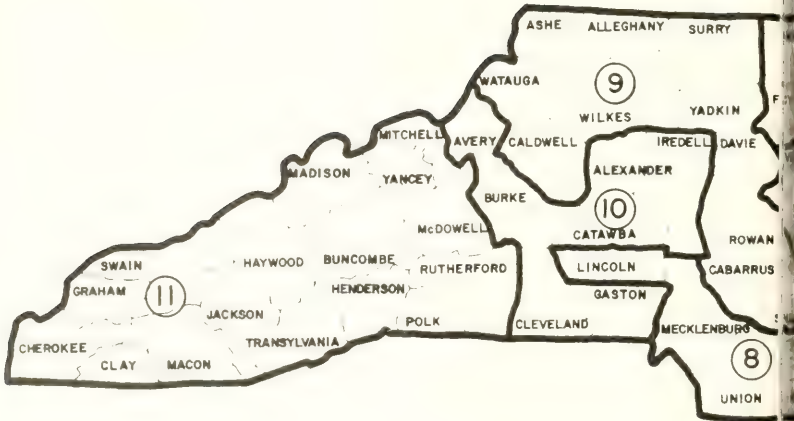 ASHE ALLEGHANY SURRY
WATAUGA 9
WILKES YADKIN
MITCHELL AVERY CALDWELL IREDELL DAVIE
MADISON YANCEY ALEXANDER
BURKE 10
McDOWELL CATAWBA ROWAN
SWAIN HAYWOOD BUNCOMBE RUTHERFORD LINCOLN CABARRUS
GRAHAM 11 HENDERSON GASTON
JACKSON
CHEROKEE TRANSYLVANIA POLK CLEVELAND MECKLENBURG
CLAY MACON 8
UNION